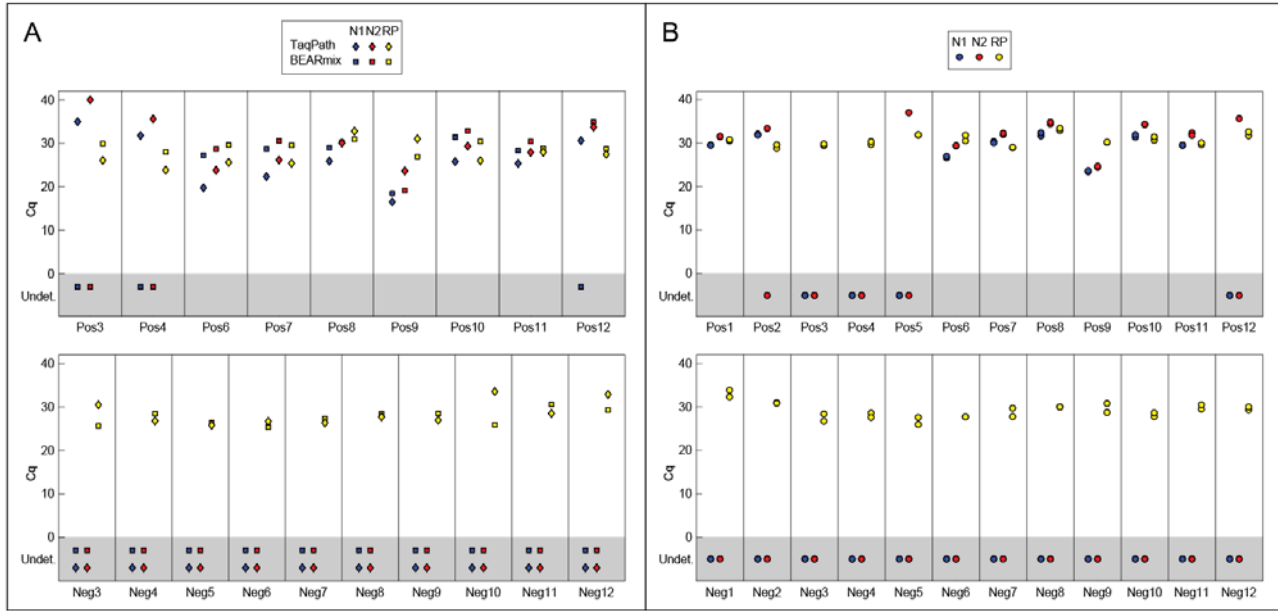 A
N1 N2 RP
TaqPath
BEARmix
40
30
20
10
0
Cq
Undet.
Pos3 Pos4 Pos6 Pos7 Pos8 Pos9 Pos10 Pos11 Pos12
40
30
20
10
0
Cq
Undet.
Neg3 Neg4 Neg5 Neg6 Neg7 Neg8 Neg9 Neg10 Neg11 Neg12
B
N1 N2 RP
40
30
20
10
0
Cq
Undet.
Pos1 Pos2 Pos3 Pos4 Pos5 Pos6 Pos7 Pos8 Pos9 Pos10 Pos11 Pos12
40
30
20
10
0
Cq
Undet.
Neg1 Neg2 Neg3 Neg4 Neg5 Neg6 Neg7 Neg8 Neg9 Neg10 Neg11 Neg12